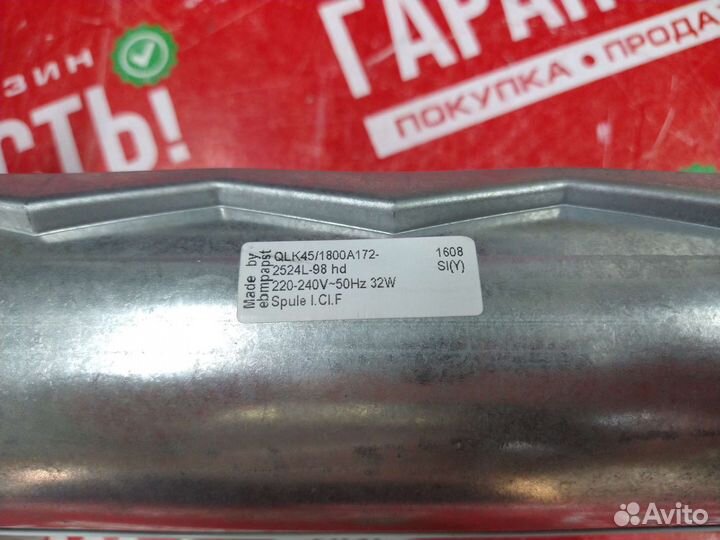 ЗИН
СТЬ!
ГАРАН
ПОКУПКА • ПРОДА
Made by
ebmpapst
QLK45/1800A172-
2524L-98 hd
220-240V~50Hz 32W
Spule I.Cl.F
1608
SI(Y)
Avito